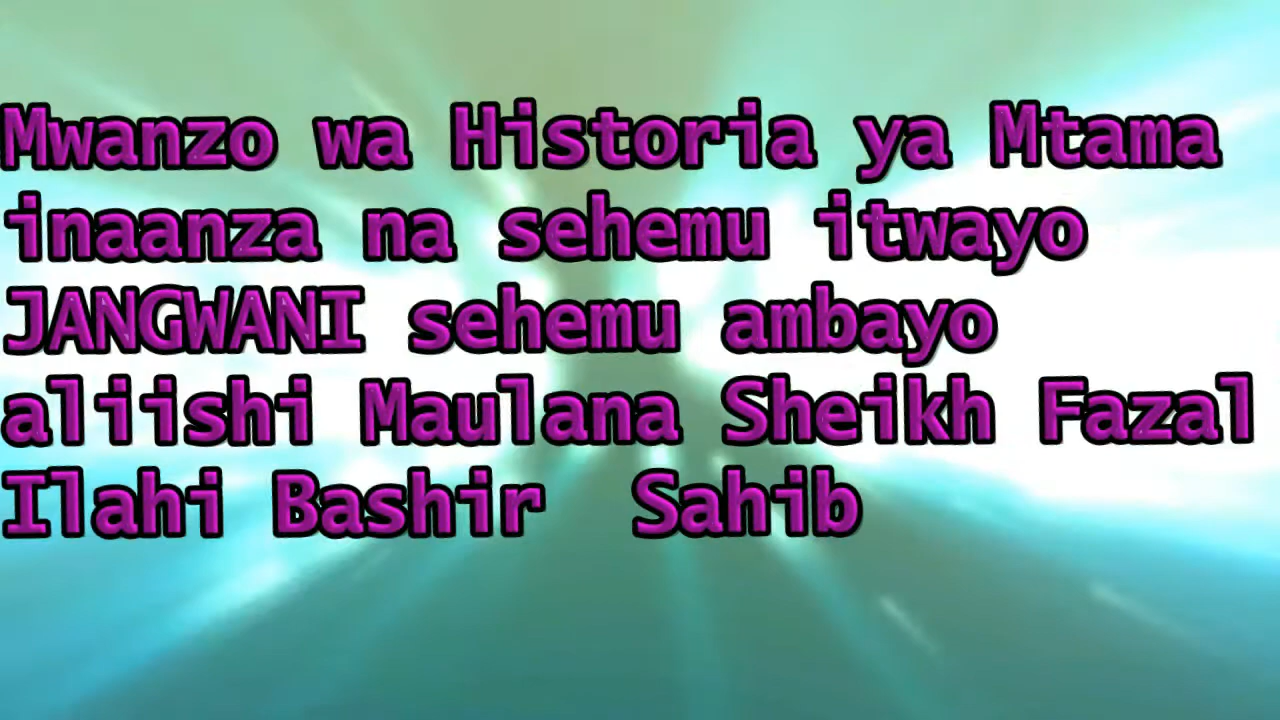 Mwanzo wa Historia ya Mtama
inaanza na sehemu itwayo
JANGWANI sehemu ambayo
aliishi Maulana Sheikh Fazal
Ilahi Bashir Sahib